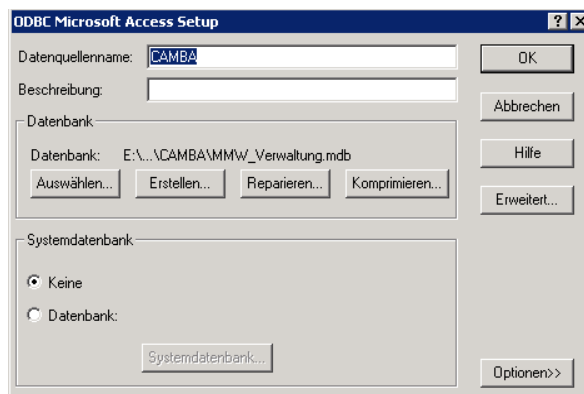 ODBC Microsoft Access Setup
Datenquellenname: CAMBA
OK
Beschreibung:
Abbrechen
Datenbank
Datenbank: E:\...\CAMBA\MMW_Verwaltung.mdb
Hilfe
Auswählen... Erstellen... Reparieren... Komprimieren...
Erweitert...
Systemdatenbank
Keine
Datenbank:
Systemdatenbank...
Optionen>>